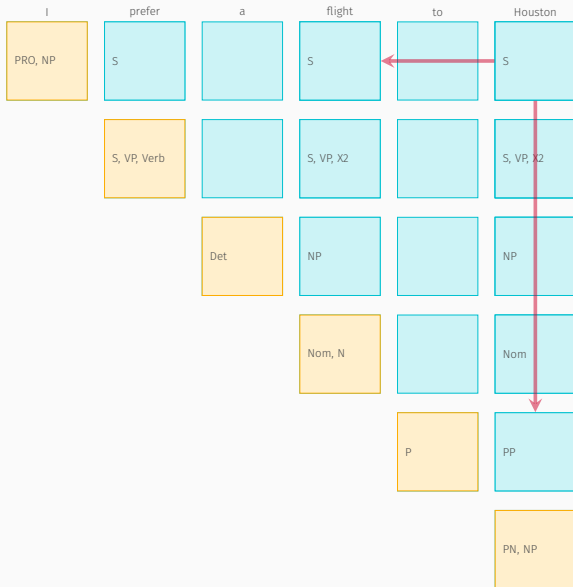 I prefer a flight to Houston
PRO, NP S S S
S, VP, Verb S, VP, X2 S, VP, X2
Det NP NP
Nom, N Nom
P PP
PN, NP